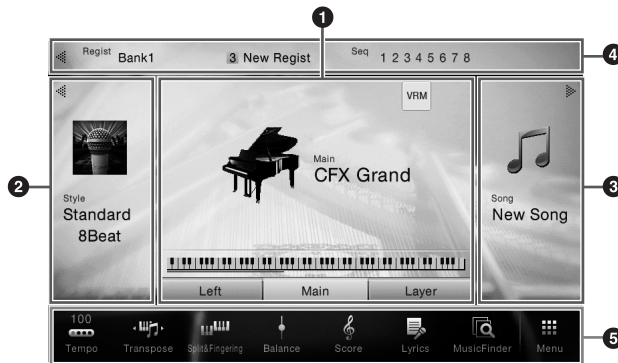 1
Regist Bank1 3 New Regist Seq 1 2 3 4 5 6 7 8
4
VRM
2
Style
Standard
8Beat
Main
CFX Grand
Song
New Song
3
Left Main Layer
100
Tempo Transpose Split&Fingering Balance Score Lyrics MusicFinder Menu
5